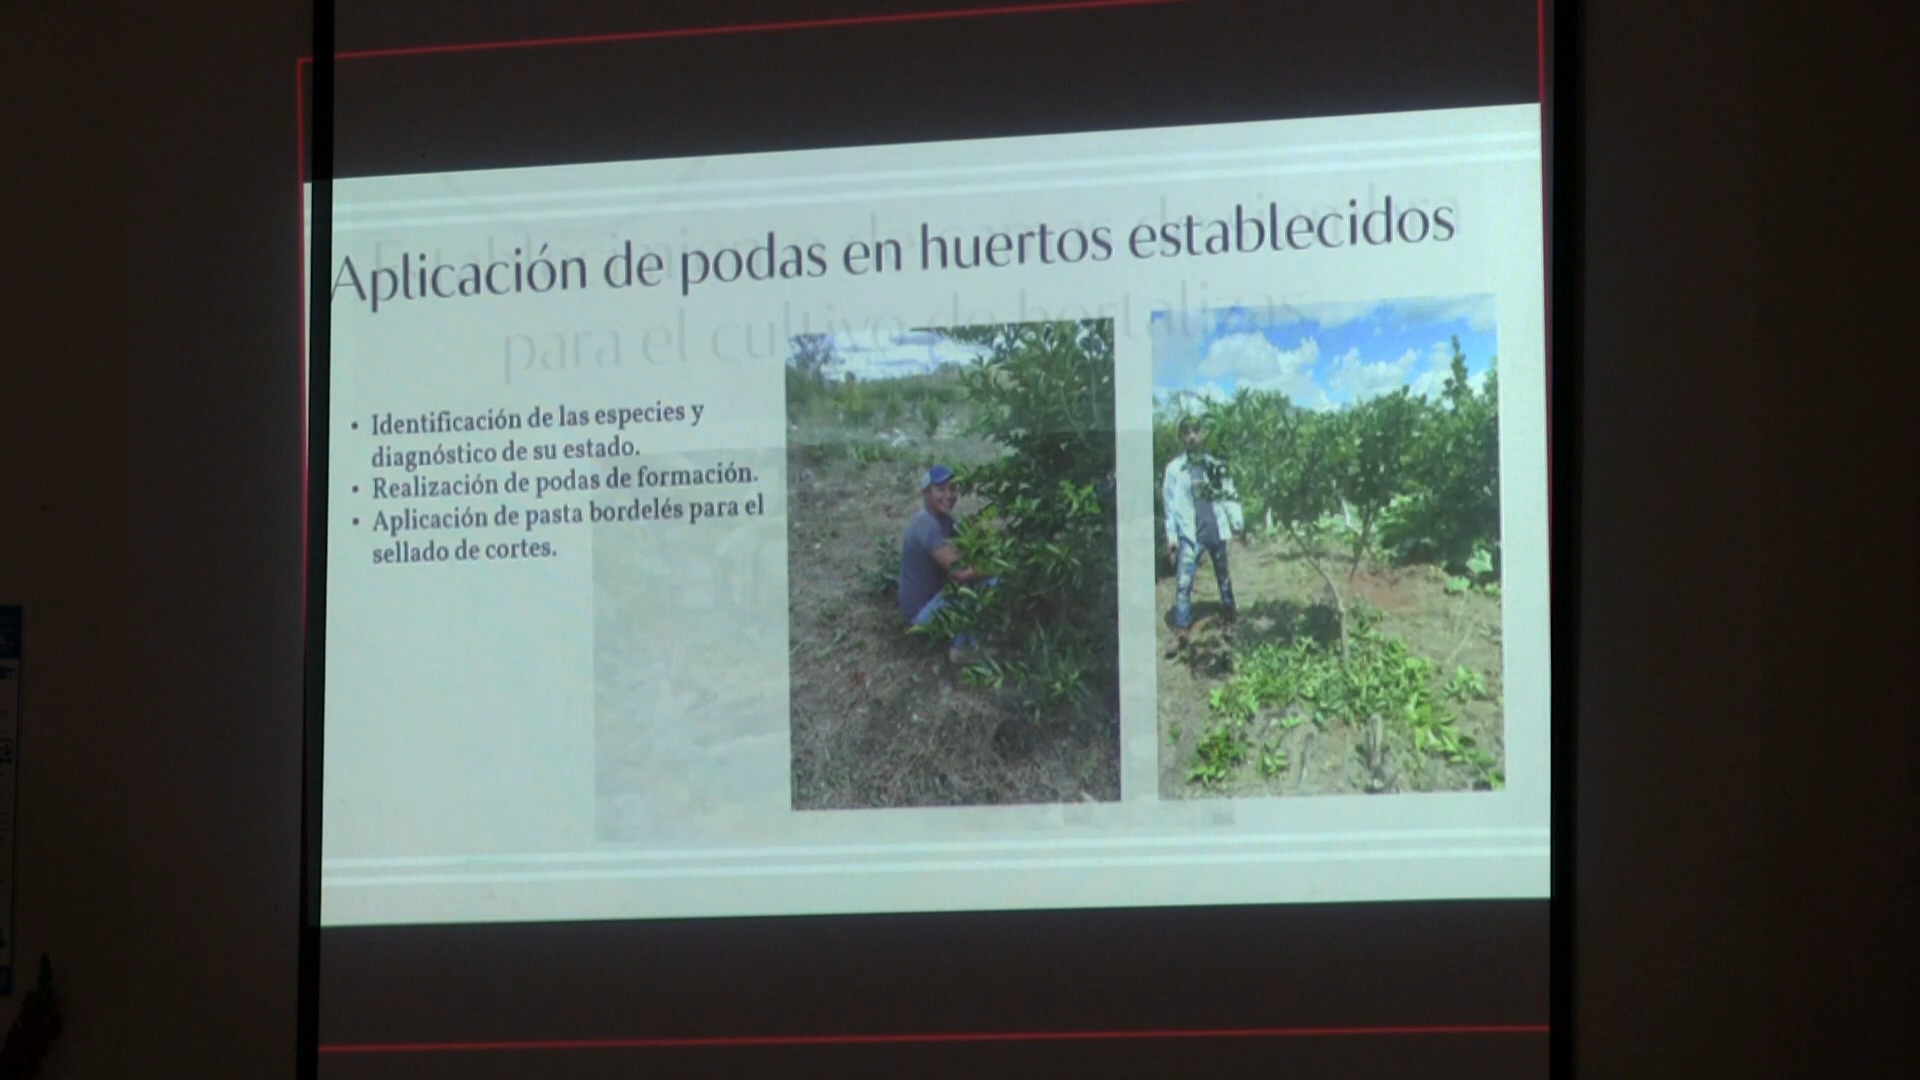 Aplicación de podas en huertos establecidos
para el cultivo de hortalizas
• Identificación de las especies y
diagnóstico de su estado.
• Realización de podas de formación.
• Aplicación de pasta bordelés para el
sellado de cortes.